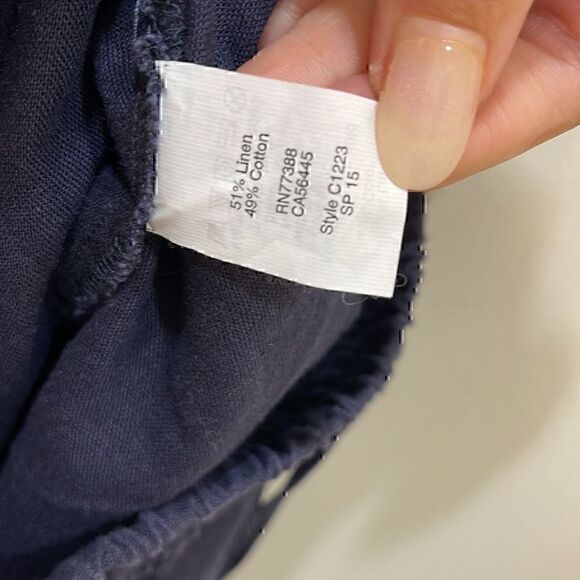 51% Linen
49% Cotton
RN77388
CA56445
Style C1223
SP 15